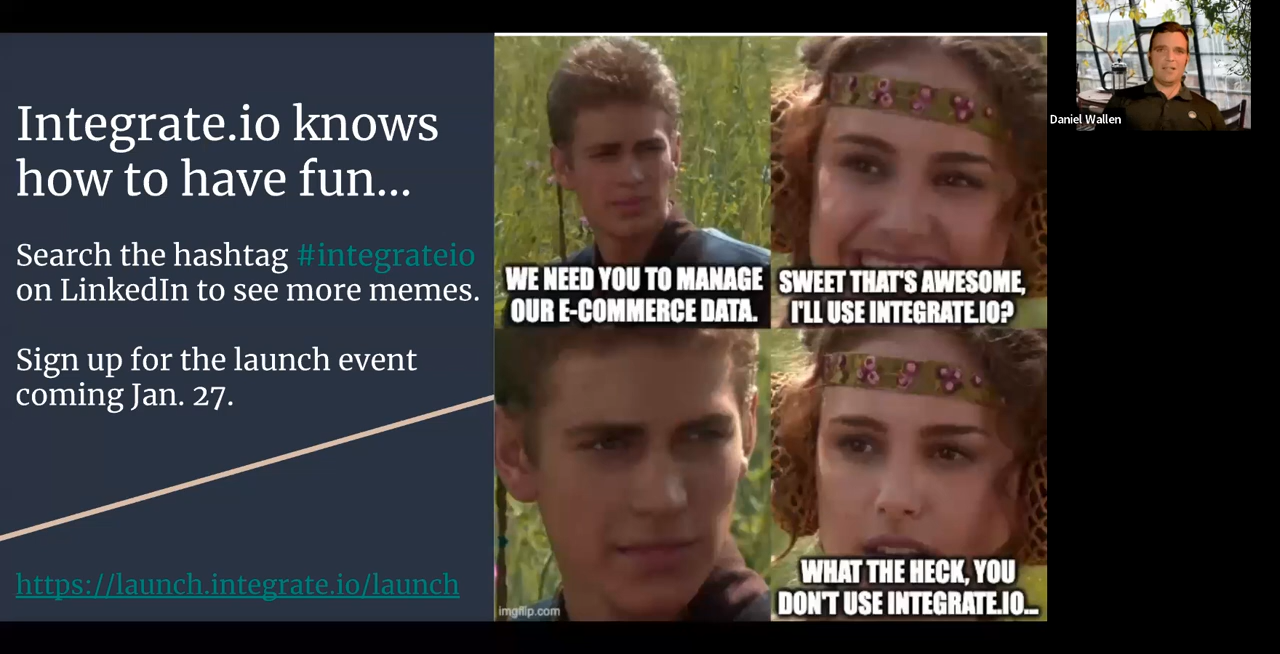 Integrate.io knows
how to have fun...
Search the hashtag #integrateio
on LinkedIn to see more memes.
Sign up for the launch event
coming Jan. 27.
https://launch.integrate.io/launch
WE NEED YOU TO MANAGE
OUR E-COMMERCE DATA.
SWEET THAT'S AWESOME,
I'LL USE INTEGRATE.IO?
WHAT THE HECK, YOU
DON'T USE INTEGRATE.IO...
imgflip.com
Daniel Wallen